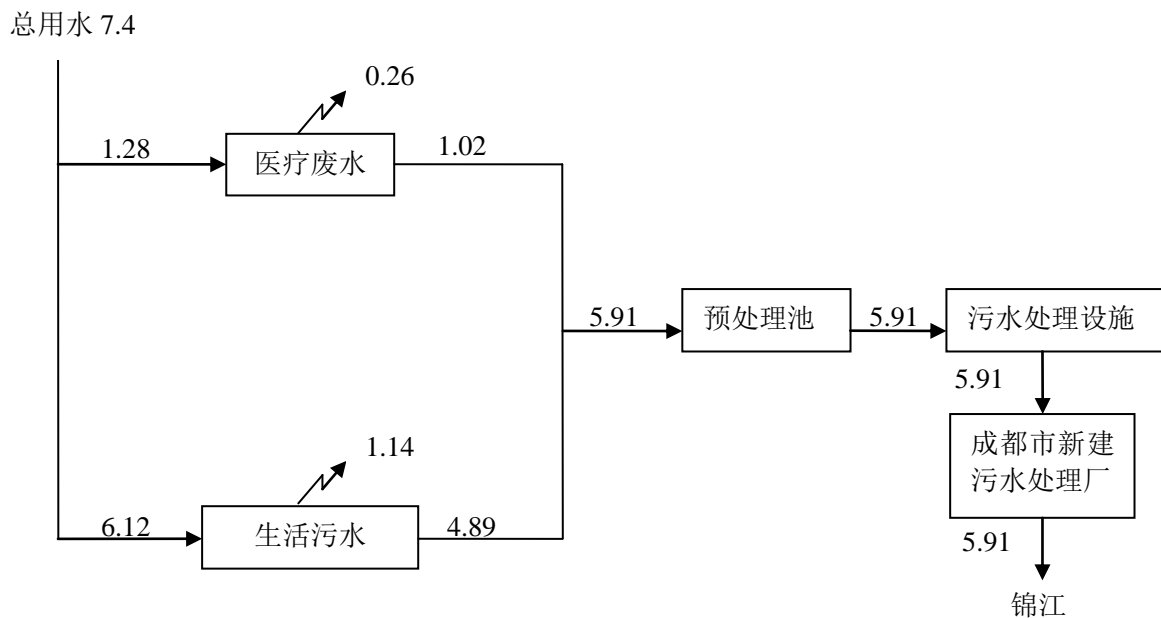 总用水 7.4
0.26
1.28
医疗废水
1.02
5.91
预处理池
5.91
污水处理设施
5.91
成都市新建
污水处理厂
1.14
6.12
生活污水
4.89
5.91
锦江